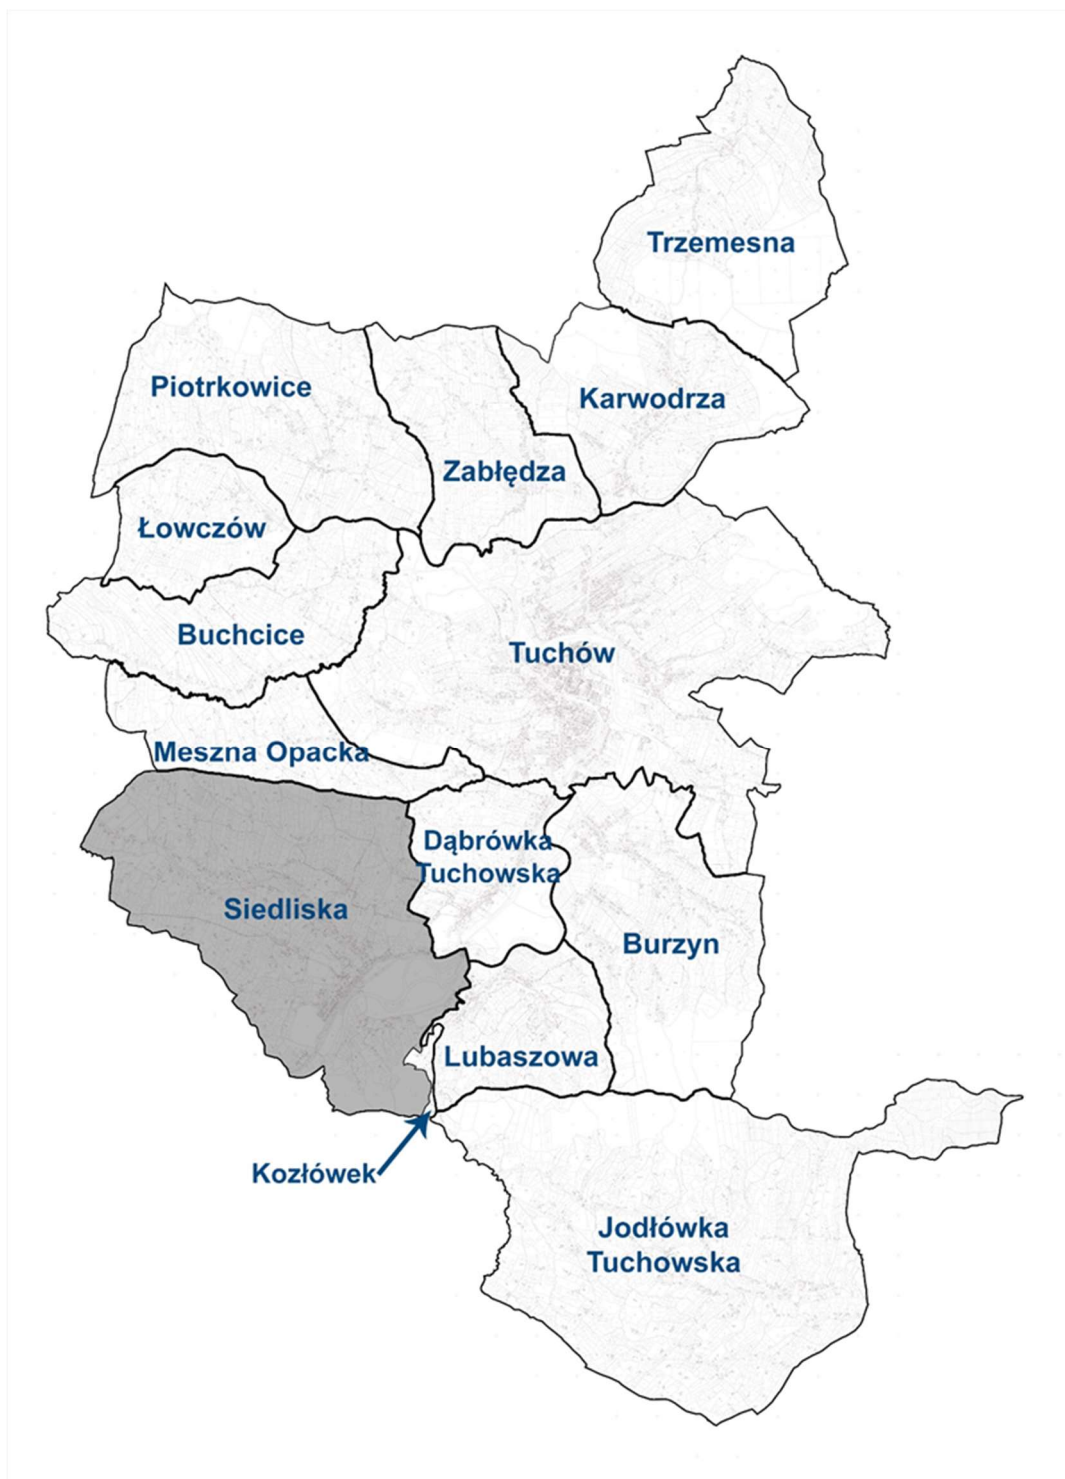 Trzemesna
Piotrkowice
Karwodrza
Zabłędza
Łowczów
Buchcice
Tuchów
Meszna Opacka
Dąbrówka
Tuchowska
Siedliska
Burzyn
Lubaszowa
Kozłówek
Jodłówka
Tuchowska